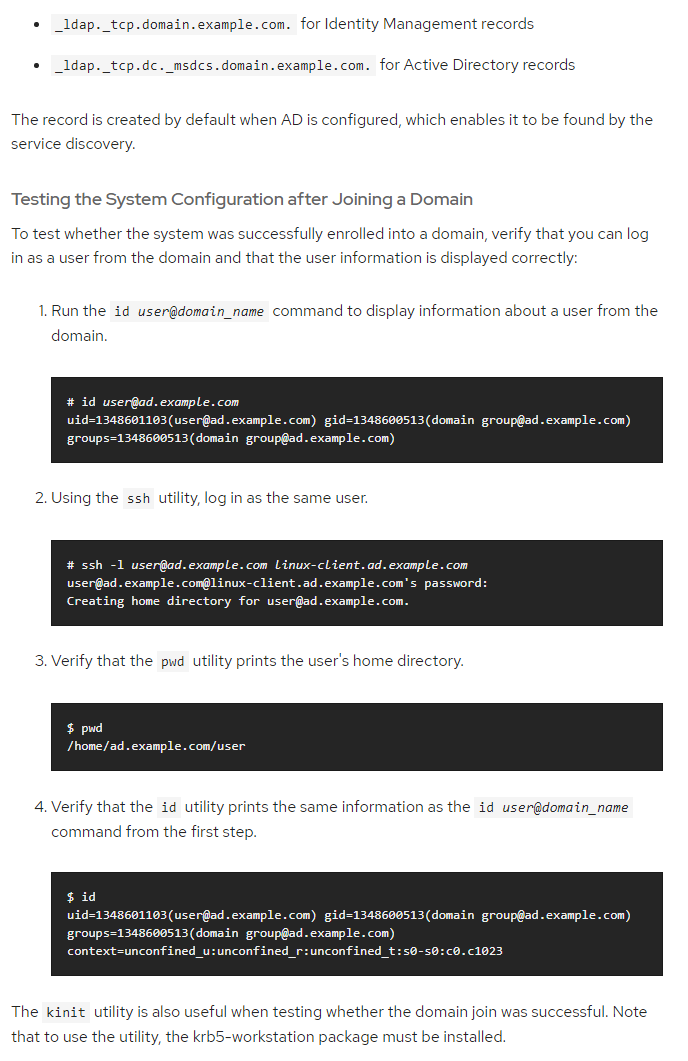 • _ldap._tcp.domain.example.com. for Identity Management records
• _ldap._tcp.dc._msdcs.domain.example.com. for Active Directory records
The record is created by default when AD is configured, which enables it to be found by the
service discovery.
Testing the System Configuration after Joining a Domain
To test whether the system was successfully enrolled into a domain, verify that you can log
in as a user from the domain and that the user information is displayed correctly:
1. Run the id user@domain_name command to display information about a user from the
domain.
# id user@ad.example.com
uid=1348601103(user@ad.example.com) gid=1348600513(domain group@ad.example.com)
groups=1348600513(domain group@ad.example.com)
2. Using the ssh utility, log in as the same user.
# ssh -l user@ad.example.com linux-client.ad.example.com
user@ad.example.com@linux-client.ad.example.com's password:
Creating home directory for user@ad.example.com.
3. Verify that the pwd utility prints the user's home directory.
$ pwd
/home/ad.example.com/user
4. Verify that the id utility prints the same information as the id user@domain_name
command from the first step.
$ id
uid=1348601103(user@ad.example.com) gid=1348600513(domain group@ad.example.com)
groups=1348600513(domain group@ad.example.com)
context=unconfined_u:unconfined_r:unconfined_t:s0-s0:c0.c1023
The kinit utility is also useful when testing whether the domain join was successful. Note
that to use the utility, the krb5-workstation package must be installed.